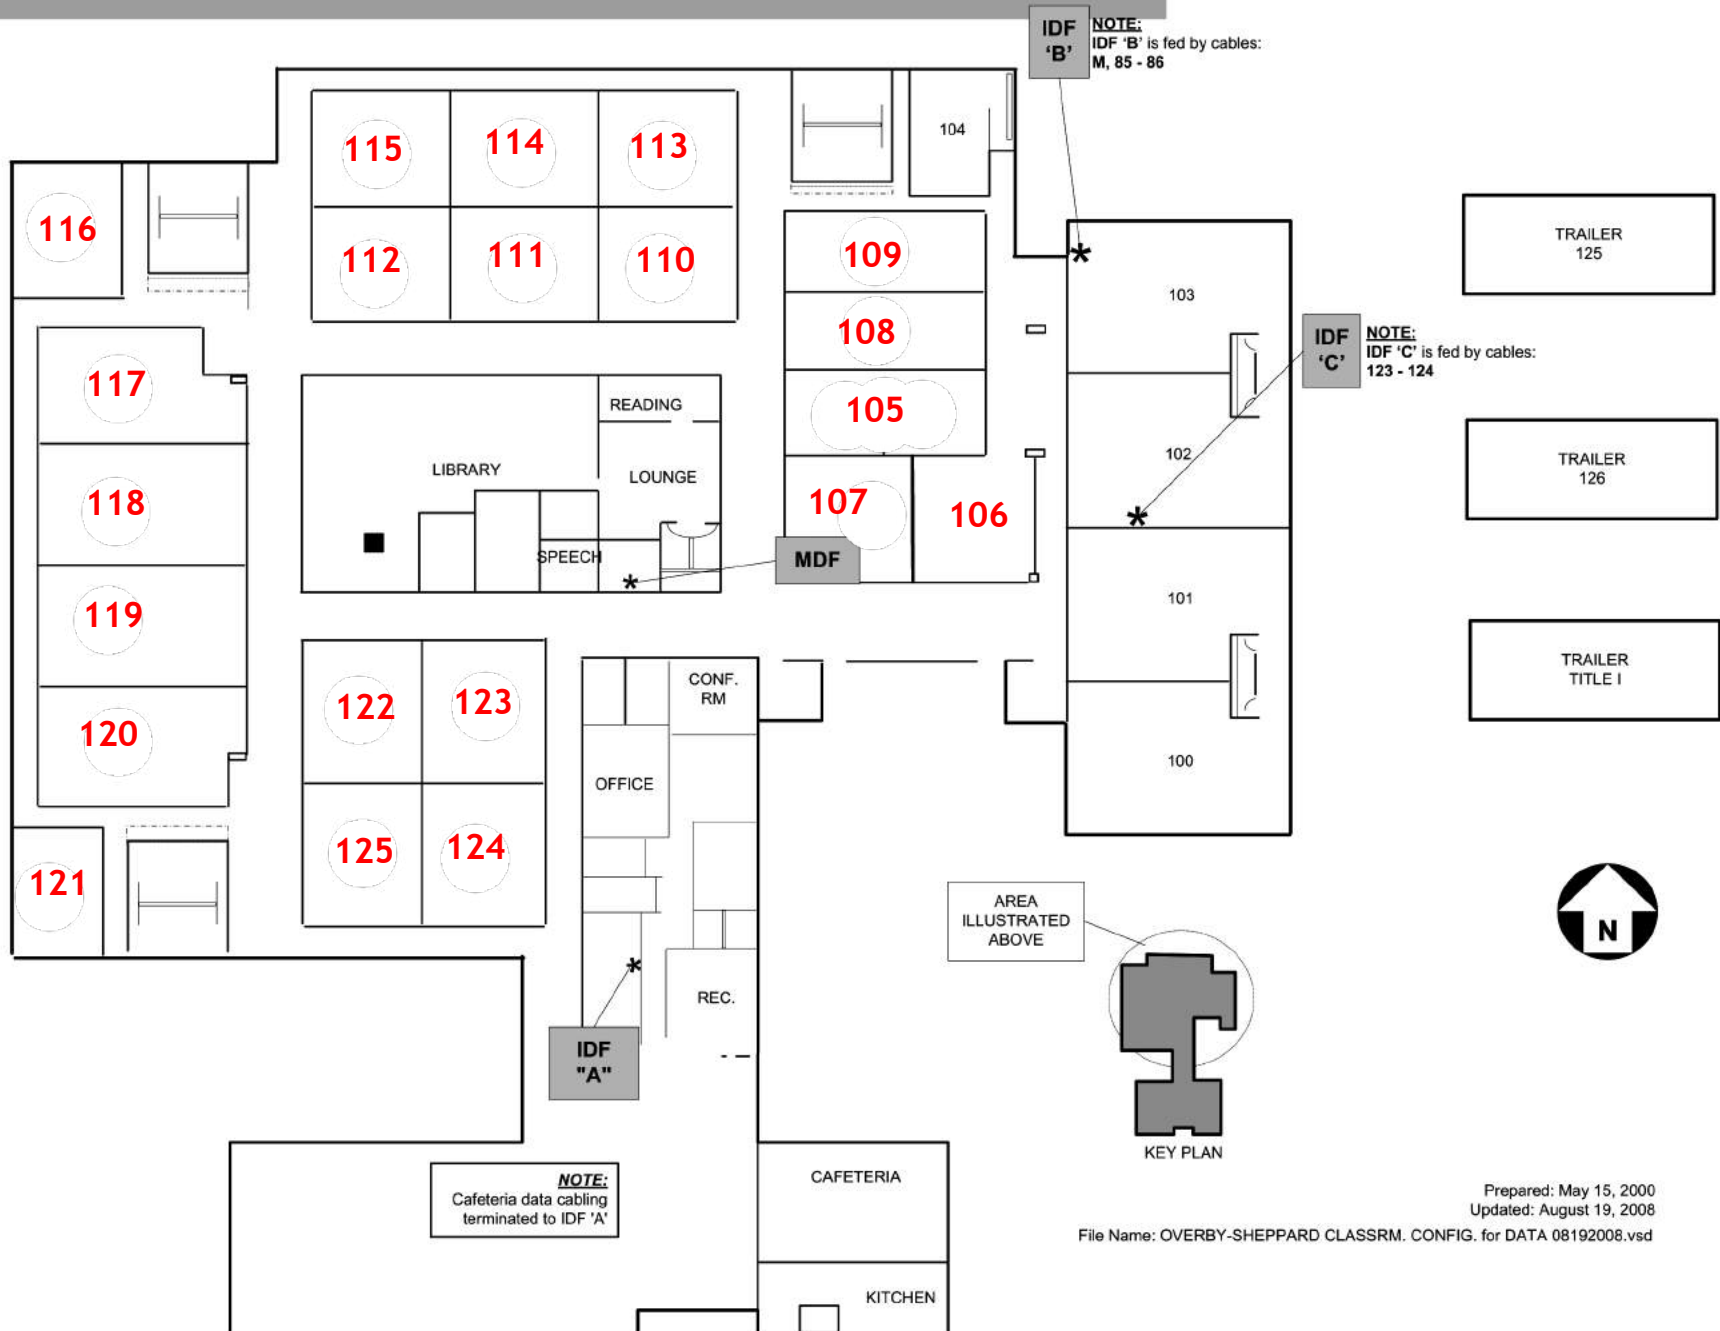 IDF
'B'
NOTE:
IDF 'B' is fed by cables:
M, 85 - 86
104
115
114
113
116
112
111
110
109
108
105
107
106
103
TRAILER
125
IDF
'C'
NOTE:
IDF 'C' is fed by cables:
123 - 124
102
TRAILER
126
117
118
119
120
121
READING
LIBRARY
LOUNGE
SPEECH
MDF
101
TRAILER
TITLE I
100
122
123
125
124
CONF.
RM
OFFICE
REC.
IDF
"A"
AREA
ILLUSTRATED
ABOVE
N
KEY PLAN
NOTE:
Cafeteria data cabling
terminated to IDF 'A'
CAFETERIA
KITCHEN
Prepared: May 15, 2000
Updated: August 19, 2008
File Name: OVERBY-SHEPPARD CLASSRM. CONFIG. for DATA 08192008.vsd